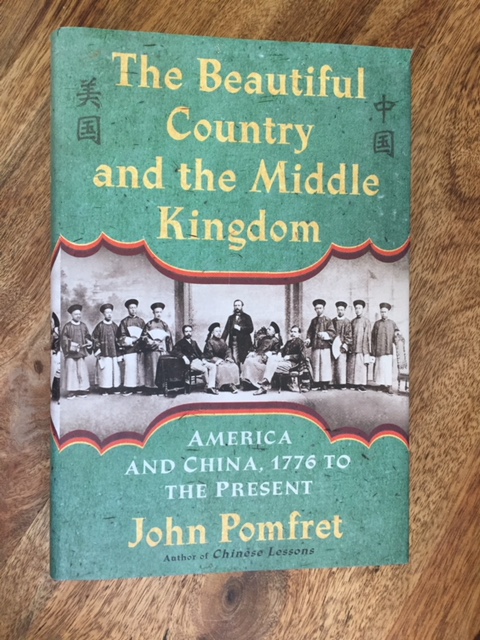 The Beautiful
Country
and the Middle
Kingdom
美
国
中
国
AMERICA
AND CHINA, 1776 TO
THE PRESENT
John Pomfret
Author of Chinese Lessons